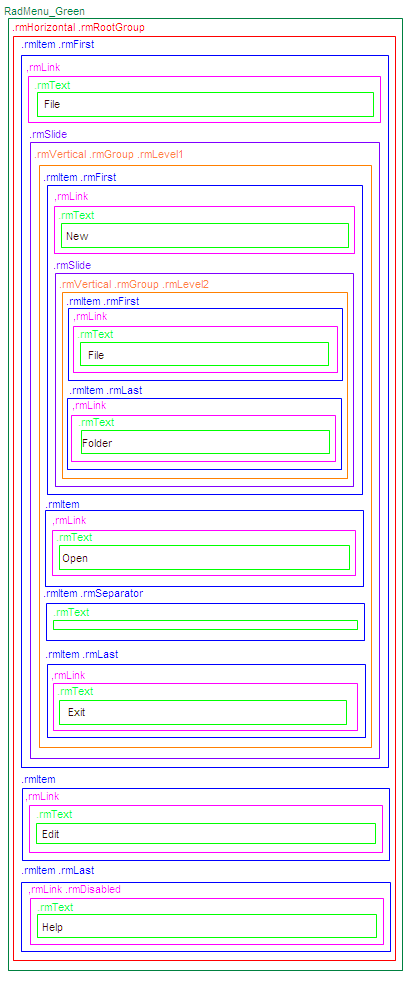 RadMenu_Green
.rmHorizontal .rmRootGroup
.rmItem .rmFirst
.rmLink
.rmText
File
.rmSlide
.rmVertical .rmGroup .rmLevel1
.rmItem .rmFirst
.rmLink
.rmText
New
.rmSlide
.rmVertical .rmGroup .rmLevel2
.rmItem .rmFirst
.rmLink
.rmText
File
.rmItem .rmLast
.rmLink
.rmText
Folder
.rmItem
.rmLink
.rmText
Open
.rmItem .rmSeparator
.rmText
.rmItem .rmLast
.rmLink
.rmText
Exit
.rmItem
.rmLink
.rmText
Edit
.rmItem .rmLast
.rmLink .rmDisabled
.rmText
Help